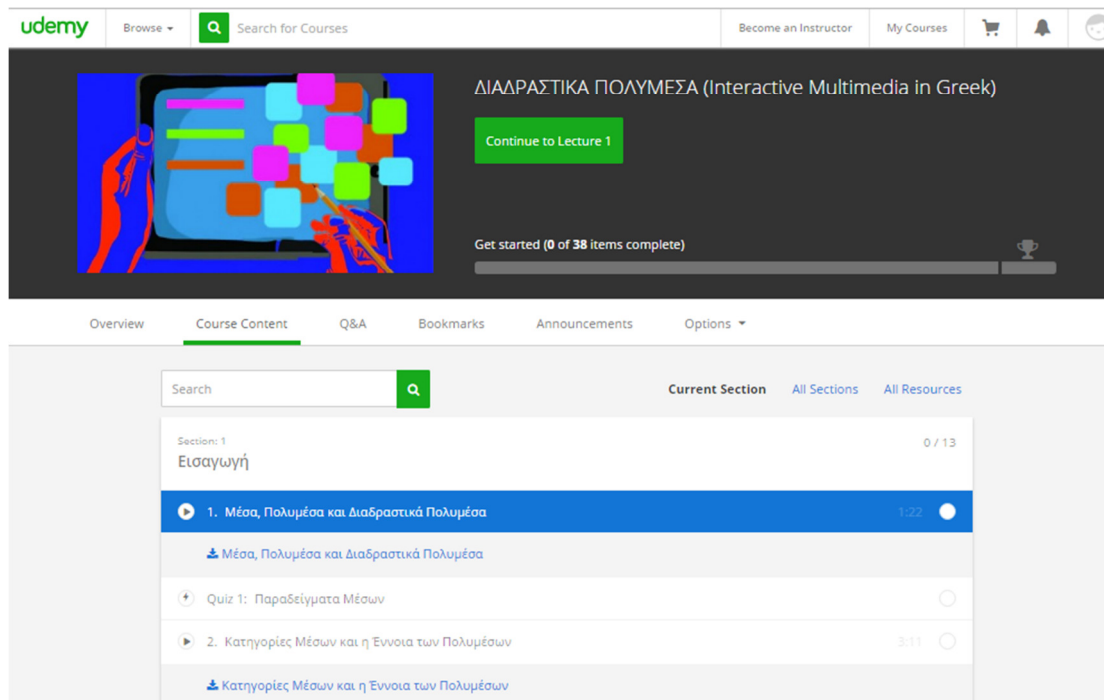 udemy Browse Search for Courses Become an Instructor My Courses
ΔΙΑΔΡΑΣΤΙΚΑ ΠΟΛΥΜΕΣΑ (Interactive Multimedia in Greek)
Continue to Lecture 1
Get started (0 of 38 items complete)
Overview Course Content Q&A Bookmarks Announcements Options
Search Current Section All Sections All Resources
Section: 1 0 / 13
Εισαγωγή
1. Μέσα, Πολυμέσα και Διαδραστικά Πολυμέσα 1:22
Μέσα, Πολυμέσα και Διαδραστικά Πολυμέσα
Quiz 1: Παραδείγματα Μέσων
2. Κατηγορίες Μέσων και η Έννοια των Πολυμέσων 3:11
Κατηγορίες Μέσων και η Έννοια των Πολυμέσων